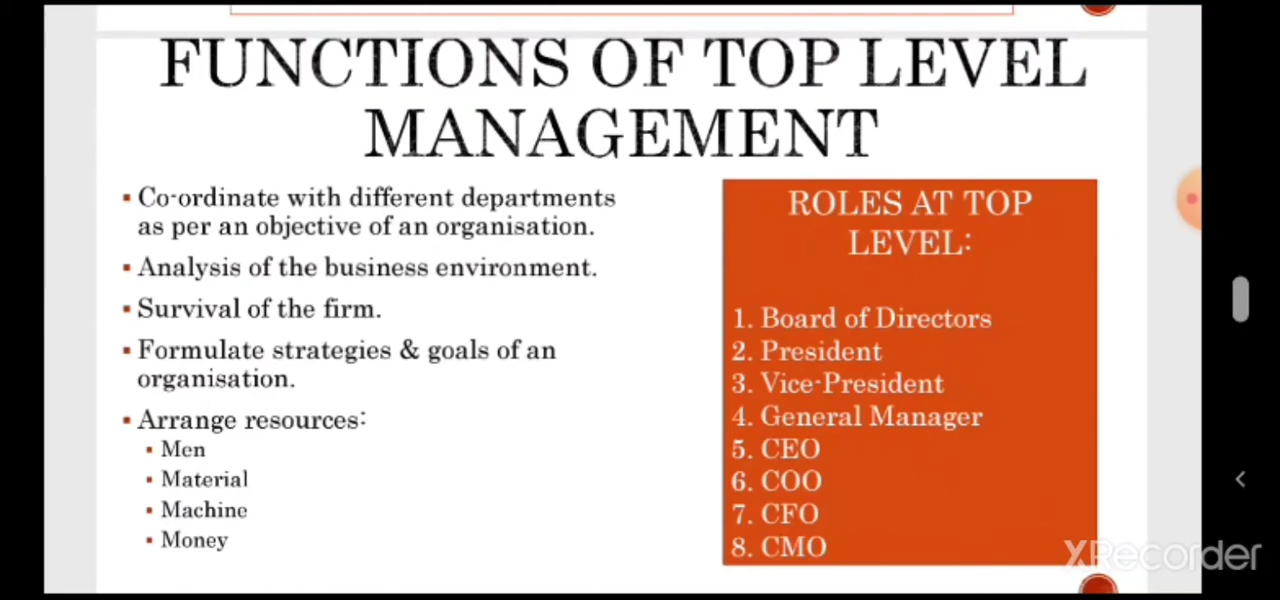 FUNCTIONS OF TOP LEVEL
MANAGEMENT
▪ Co-ordinate with different departments
as per an objective of an organisation.
▪ Analysis of the business environment.
▪ Survival of the firm.
▪ Formulate strategies & goals of an
organisation.
▪ Arrange resources:
▪ Men
▪ Material
▪ Machine
▪ Money
ROLES AT TOP
LEVEL:
1. Board of Directors
2. President
3. Vice-President
4. General Manager
5. CEO
6. COO
7. CFO
8. CMO
XRecorder